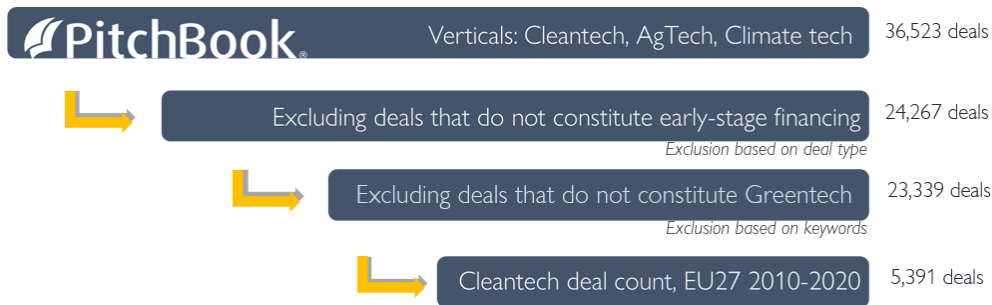 PitchBook®
Verticals: Cleantech, AgTech, Climate tech
36,523 deals
Excluding deals that do not constitute early-stage financing
24,267 deals
Exclusion based on deal type
Excluding deals that do not constitute Greentech
23,339 deals
Exclusion based on keywords
Cleantech deal count, EU27 2010-2020
5,391 deals